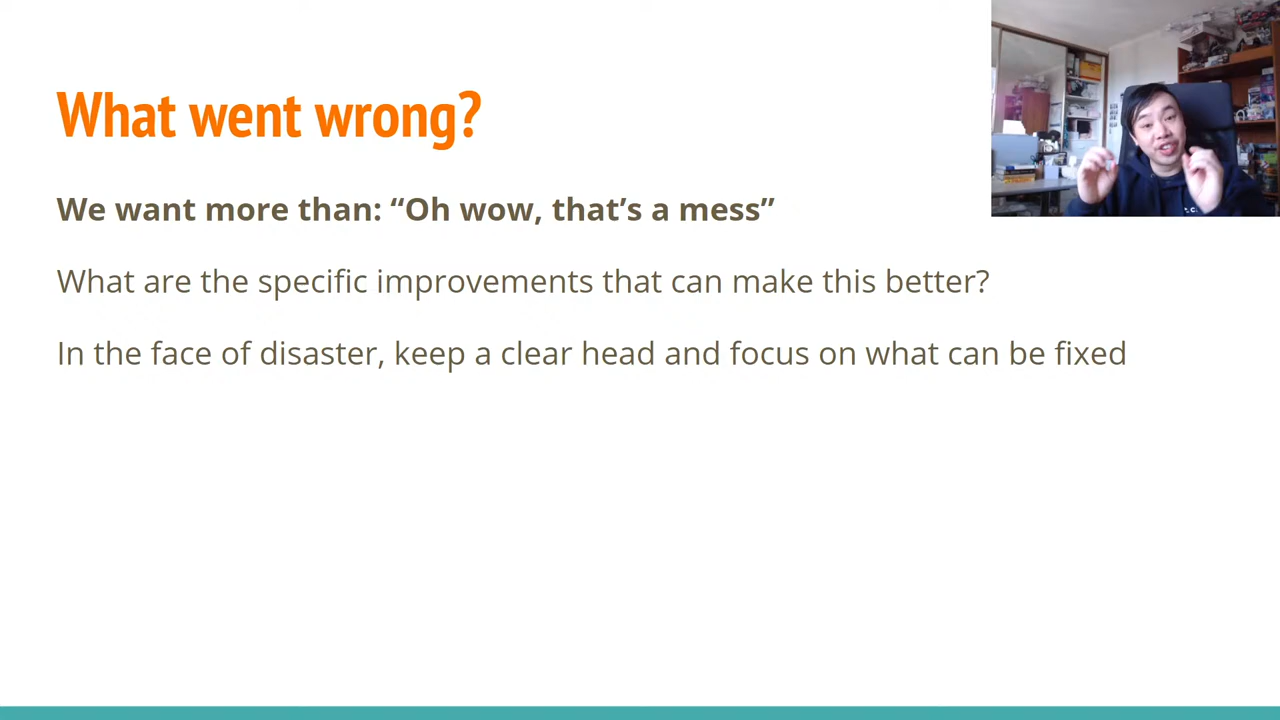 What went wrong?
We want more than: “Oh wow, that’s a mess”
What are the specific improvements that can make this better?
In the face of disaster, keep a clear head and focus on what can be fixed